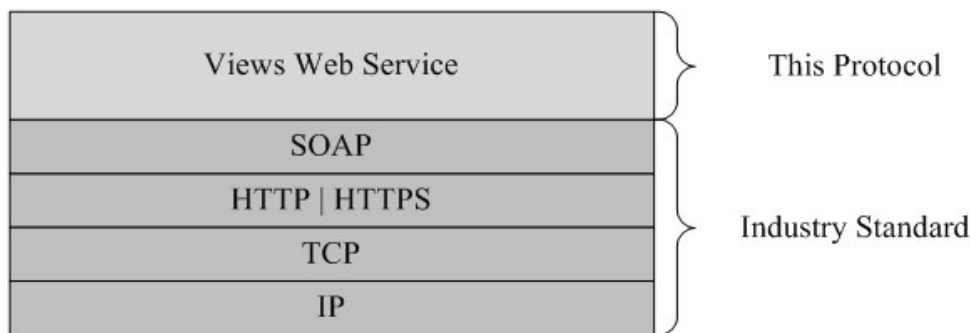 Views Web Service
This Protocol
SOAP
HTTP | HTTPS
TCP
IP
Industry Standard